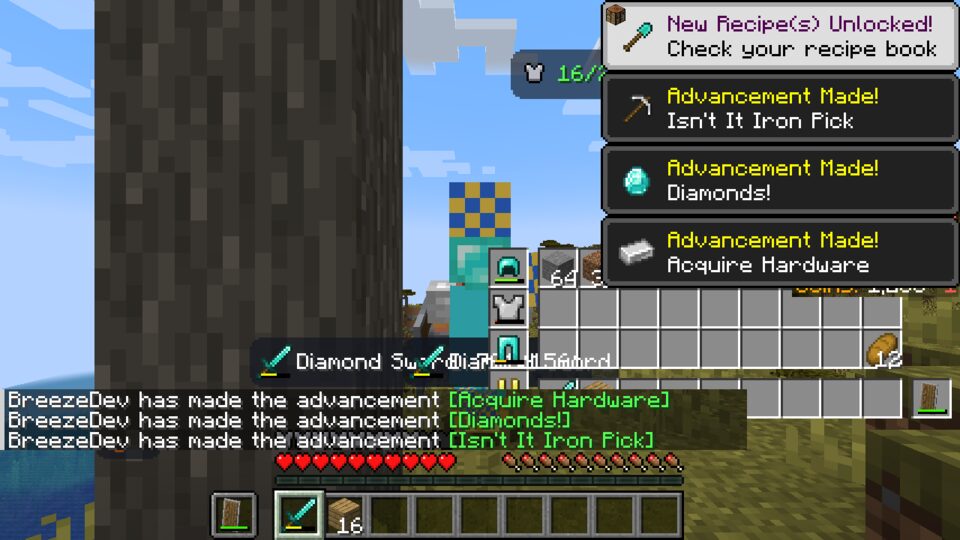 New Recipe(s) Unlocked!
Check your recipe book
16/
Advancement Made!
Isn't It Iron Pick
Advancement Made!
Diamonds!
Advancement Made!
Acquire Hardware
64
12
Diamond Sword
BreezeDev has made the advancement [Acquire Hardware]
BreezeDev has made the advancement [Diamonds!]
BreezeDev has made the advancement [Isn't It Iron Pick]
16